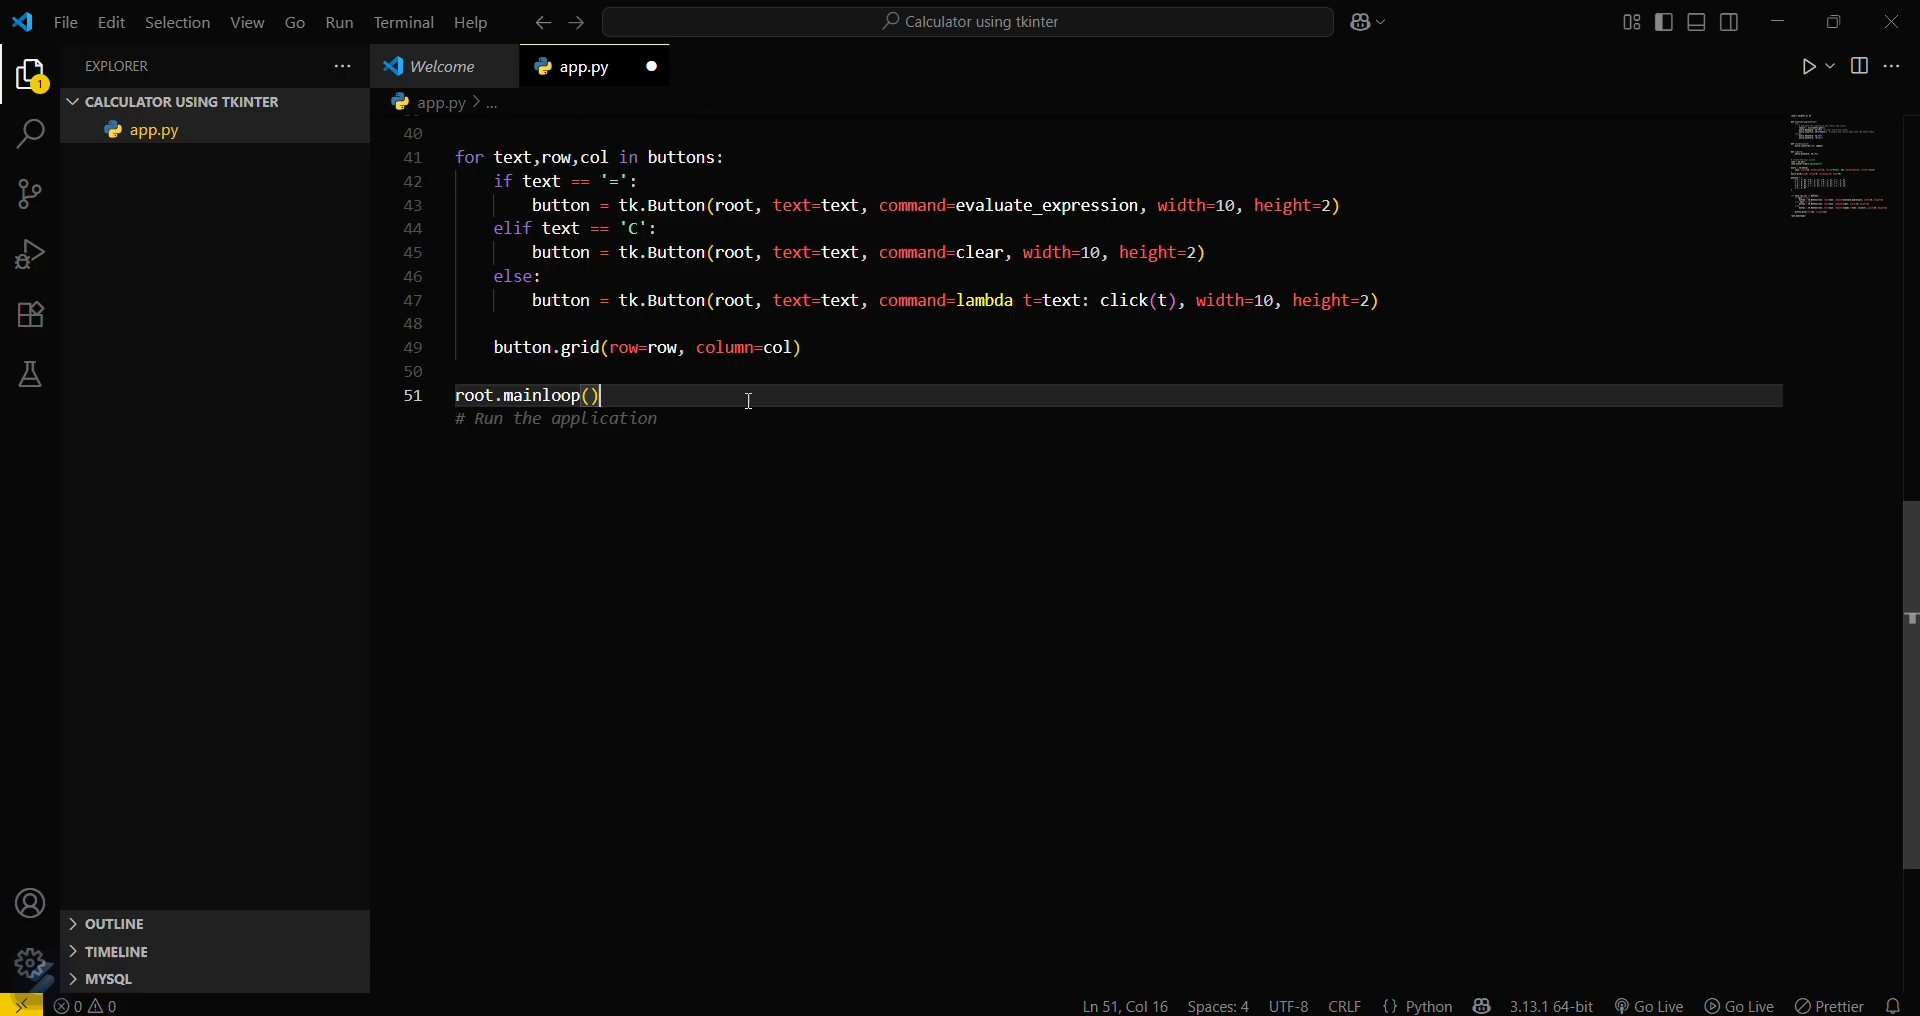 File Edit Selection View Go Run Terminal Help
Calculator using tkinter
EXPLORER
Welcome
app.py
1
CALCULATOR USING TKINTER
app.py
app.py > ...
40
41 for text,row,col in buttons:
42 if text == '=':
43 button = tk.Button(root, text=text, command=evaluate_expression, width=10, height=2)
44 elif text == 'C':
45 button = tk.Button(root, text=text, command=clear, width=10, height=2)
46 else:
47 button = tk.Button(root, text=text, command=lambda t=text: click(t), width=10, height=2)
48
49 button.grid(row=row, column=col)
50
51 root.mainloop()
# Run the application
OUTLINE
TIMELINE
MYSQL
0 0 Ln 51, Col 16 Spaces: 4 UTF-8 CRLF {} Python 3.13.1 64-bit Go Live Go Live Prettier